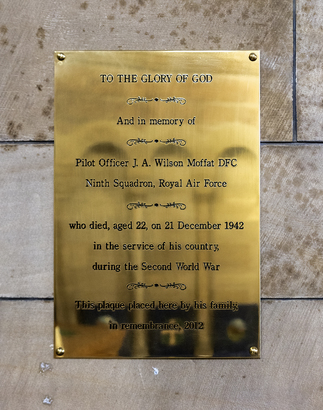 TO THE GLORY OF GOD
And in memory of
Pilot Officer J. A. Wilson Moffat DFC
Ninth Squadron, Royal Air Force
who died, aged 22, on 21 December 1942
in the service of his country,
during the Second World War
This plaque placed here by his family
in remembrance, 2012